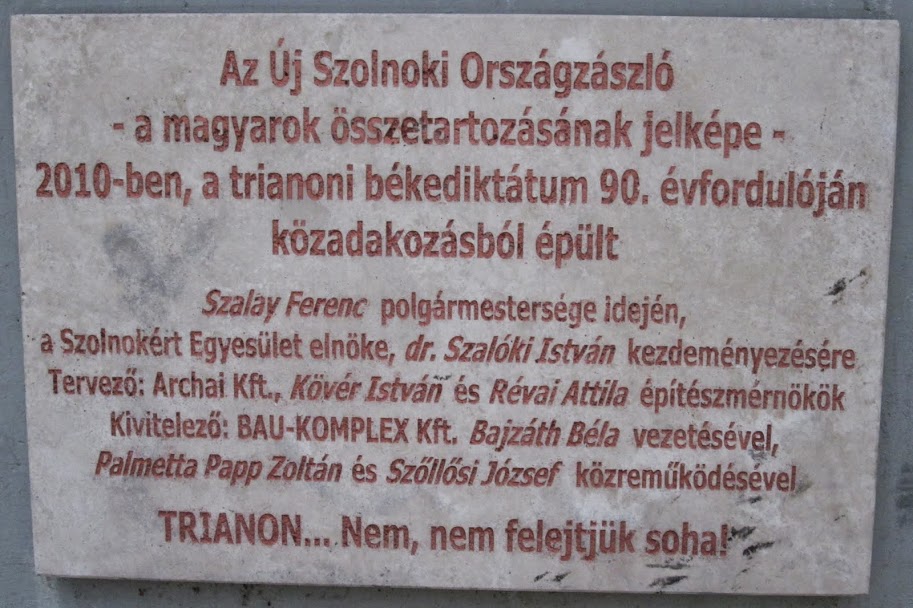 Az Új Szolnoki Országzászló
- a magyarok összetartozásának jelképe -
2010-ben, a trianoni békediktátum 90. évfordulóján
közadakozásból épült
Szalay Ferenc polgármestersége idején,
a Szolnokért Egyesület elnöke, dr. Szalóki István kezdeményezésére
Tervező: Archai Kft., Kövér István és Révai Attila építészmérnökök
Kivitelező: BAU-KOMPLEX Kft. Bajzáth Béla vezetésével,
Palmetta Papp Zoltán és Szőllősi József közreműködésével
TRIANON... Nem, nem felejtjük soha!